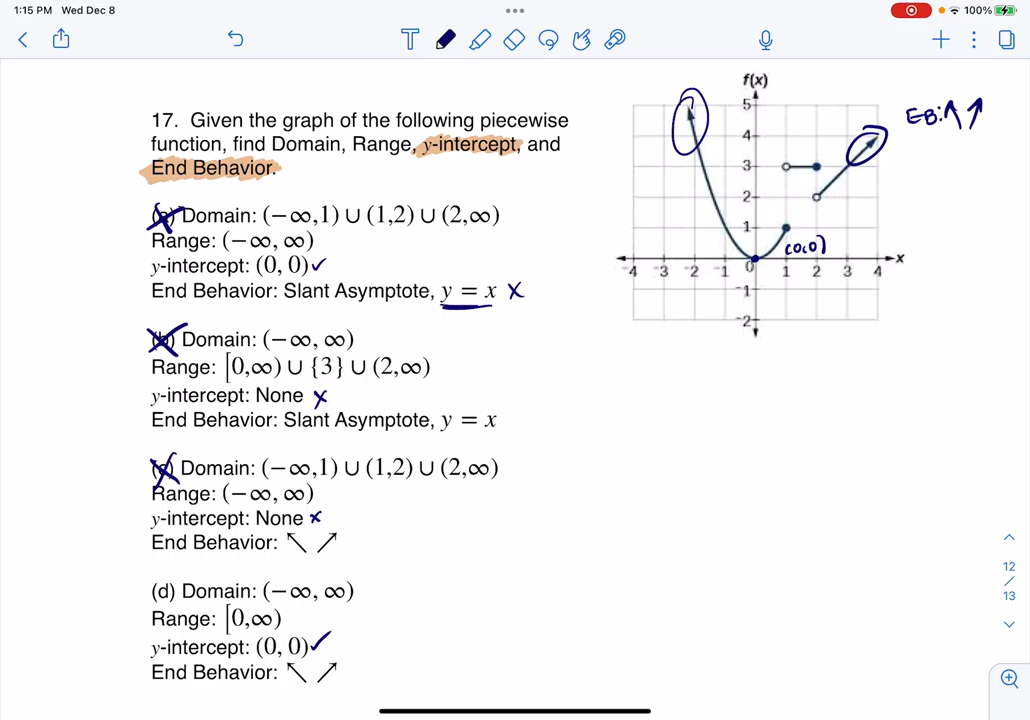 1:15 PM Wed Dec 8
100%
T
17. Given the graph of the following piecewise
function, find Domain, Range, y-intercept, and
End Behavior.
(a) Domain: (−∞,1) ∪ (1,2) ∪ (2,∞)
Range: (−∞, ∞)
y-intercept: (0, 0) ✓
End Behavior: Slant Asymptote, y = x X
(b) Domain: (−∞, ∞)
Range: [0,∞) ∪ {3} ∪ (2,∞)
y-intercept: None x
End Behavior: Slant Asymptote, y = x
(c) Domain: (−∞,1) ∪ (1,2) ∪ (2,∞)
Range: (−∞, ∞)
y-intercept: None x
End Behavior: ↖ ↗
(d) Domain: (−∞, ∞)
Range: [0,∞)
y-intercept: (0, 0) ✓
End Behavior: ↖ ↗
f(x)
5
4
3
2
1
(0,0)
x
-4 -3 -2 -1 0 1 2 3 4
-1
-2
EB: ↑ ↑
12
/
13